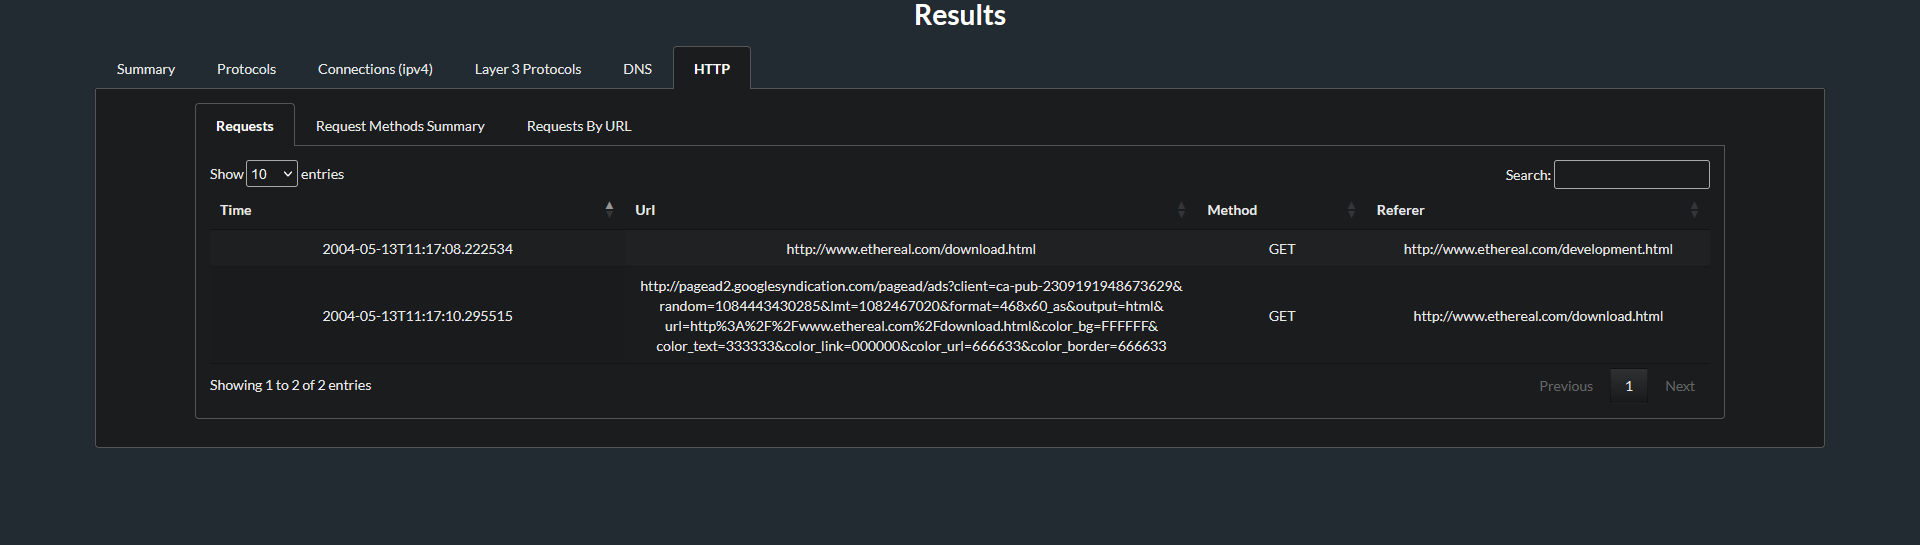 Results
Summary Protocols Connections (ipv4) Layer 3 Protocols DNS HTTP
Requests Request Methods Summary Requests By URL
Show 10 entries Search:
Time Url Method Referer
2004-05-13T11:17:08.222534 http://www.ethereal.com/download.html GET http://www.ethereal.com/development.html
http://pagead2.googlesyndication.com/pagead/ads?client=ca-pub-2309191948673629&
random=1084443430285&lmt=1082467020&format=468x60_as&output=html&
2004-05-13T11:17:10.295515 url=http%3A%2F%2Fwww.ethereal.com%2Fdownload.html&color_bg=FFFFFF& GET http://www.ethereal.com/download.html
color_text=333333&color_link=000000&color_url=666633&color_border=666633
Showing 1 to 2 of 2 entries Previous 1 Next